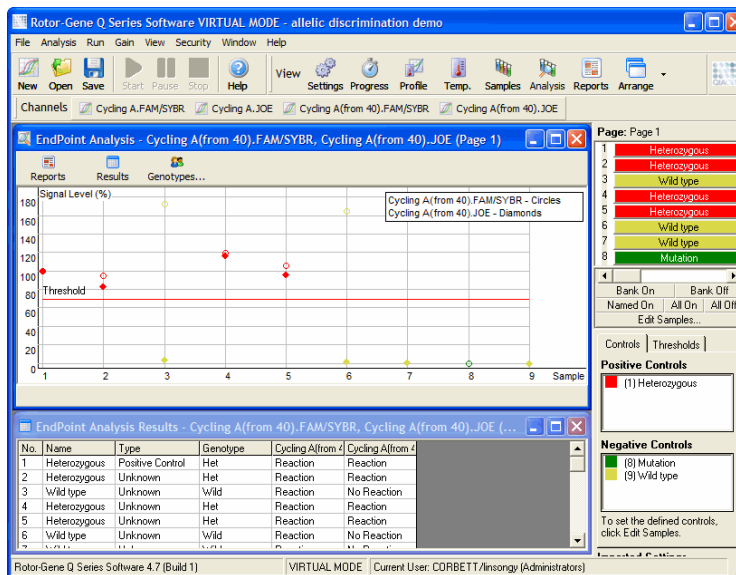 Rotor-Gene Q Series Software VIRTUAL MODE - allelic discrimination demo
File Analysis Run Gain View Security Window Help
New Open Save Start Pause Stop Help View Settings Progress Profile Temp. Samples Analysis Reports Arrange
Channels Cycling A.FAM/SYBR Cycling A.JOE Cycling A(from 40).FAM/SYBR Cycling A(from 40).JOE
EndPoint Analysis - Cycling A(from 40).FAM/SYBR, Cycling A(from 40).JOE (Page 1)
Reports Results Genotypes...
Signal Level (%)
Cycling A(from 40).FAM/SYBR - Circles
Cycling A(from 40).JOE - Diamonds
180
160
140
120
100
80
60
40
20
0
Threshold
1 2 3 4 5 6 7 8 9 Sample
EndPoint Analysis Results - Cycling A(from 40).FAM/SYBR, Cycling A(from 40).JOE (...
No. Name Type Genotype Cycling A(from 4 Cycling A(from 4
1 Heterozygous Positive Control Het Reaction Reaction
2 Heterozygous Unknown Het Reaction Reaction
3 Wild type Unknown Wild Reaction No Reaction
4 Heterozygous Unknown Het Reaction Reaction
5 Heterozygous Unknown Het Reaction Reaction
6 Wild type Unknown Wild Reaction No Reaction
Page: Page 1
1 Heterozygous
2 Heterozygous
3 Wild type
4 Heterozygous
5 Heterozygous
6 Wild type
7 Wild type
8 Mutation
Bank On Bank Off
Named On All On All Off
Edit Samples...
Controls Thresholds
Positive Controls
(1) Heterozygous
Negative Controls
(8) Mutation
(9) Wild type
To set the defined controls,
click Edit Samples.
Rotor-Gene Q Series Software 4.7 (Build 1) VIRTUAL MODE Current User: CORBETT/linsongy (Administrators)